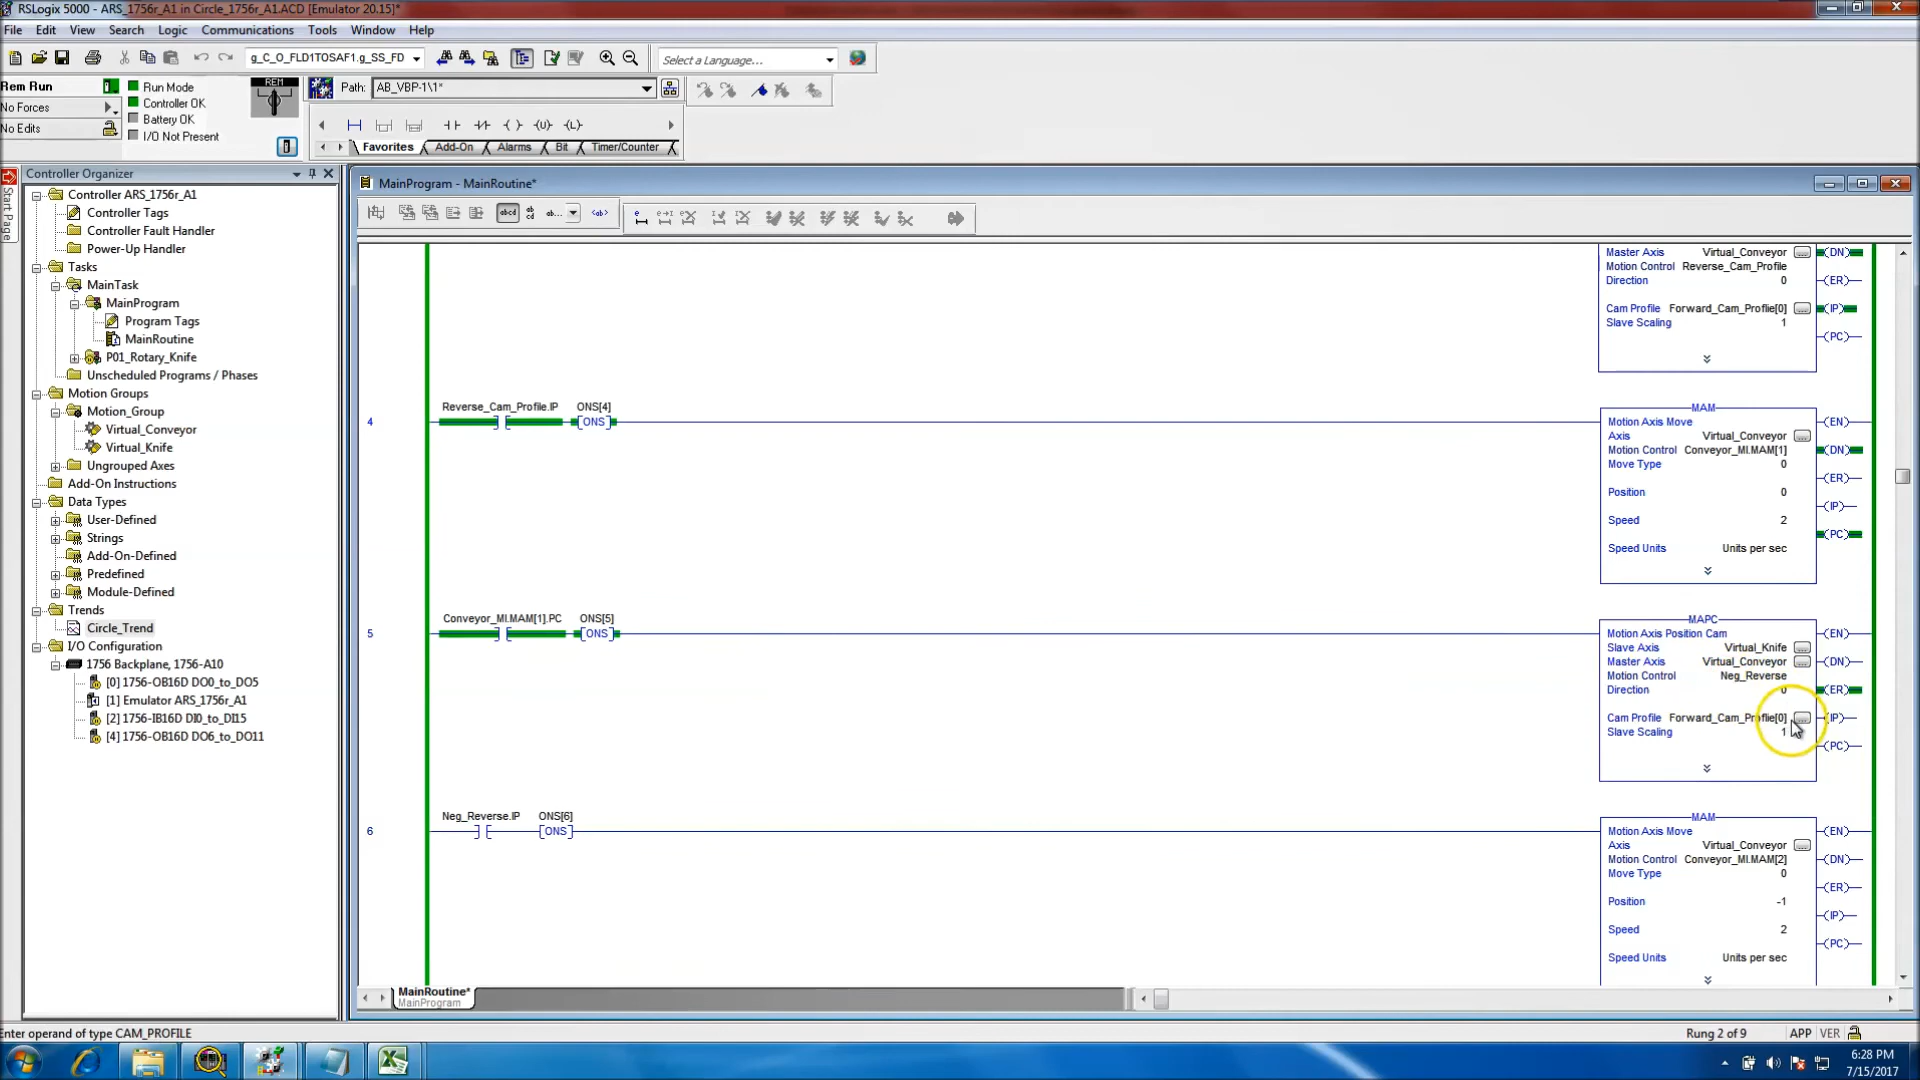 RSLogix 5000 - ARS_1756r_A1 in Circle_1756r_A1.ACD [Emulator 20.15]*
File Edit View Search Logic Communications Tools Window Help
g_C_O_FLD1TOSAF1.g_SS_FD
Select a Language...
Rem Run
Run Mode
REM
Path: AB_VBP-1\1*
No Forces
Controller OK
No Edits
Battery OK
I/O Not Present
Favorites Add-On Alarms Bit Timer/Counter
Start Page
Controller Organizer
Controller ARS_1756r_A1
Controller Tags
Controller Fault Handler
Power-Up Handler
Tasks
MainTask
MainProgram
Program Tags
MainRoutine
P01_Rotary_Knife
Unscheduled Programs / Phases
Motion Groups
Motion_Group
Virtual_Conveyor
Virtual_Knife
Ungrouped Axes
Add-On Instructions
Data Types
User-Defined
Strings
Add-On-Defined
Predefined
Module-Defined
Trends
Circle_Trend
I/O Configuration
1756 Backplane, 1756-A10
[0] 1756-OB16D DO0_to_DO5
[1] Emulator ARS_1756r_A1
[2] 1756-IB16D DI0_to_DI15
[4] 1756-OB16D DO6_to_DO11
MainProgram - MainRoutine*
Master Axis Virtual_Conveyor ... (DN)
Motion Control Reverse_Cam_Profile
Direction 0 (ER)
Cam Profile Forward_Cam_Proflie[0] ... (IP)
Slave Scaling 1
(PC)
4
Reverse_Cam_Profile.IP ONS[4]
ONS
MAM
Motion Axis Move (EN)
Axis Virtual_Conveyor ...
Motion Control Conveyor_MI.MAM[1] (DN)
Move Type 0
(ER)
Position 0
(IP)
Speed 2
(PC)
Speed Units Units per sec
5
Conveyor_MI.MAM[1].PC ONS[5]
ONS
MAPC
Motion Axis Position Cam (EN)
Slave Axis Virtual_Knife ...
Master Axis Virtual_Conveyor ... (DN)
Motion Control Neg_Reverse
Direction 0 (ER)
Cam Profile Forward_Cam_Proflie[0] ... (IP)
Slave Scaling 1
(PC)
6
Neg_Reverse.IP ONS[6]
ONS
MAM
Motion Axis Move (EN)
Axis Virtual_Conveyor ...
Motion Control Conveyor_MI.MAM[2] (DN)
Move Type 0
(ER)
Position -1
(IP)
Speed 2
(PC)
Speed Units Units per sec
MainRoutine*
MainProgram
Enter operand of type CAM_PROFILE
Rung 2 of 9 APP VER
6:28 PM
7/15/2017